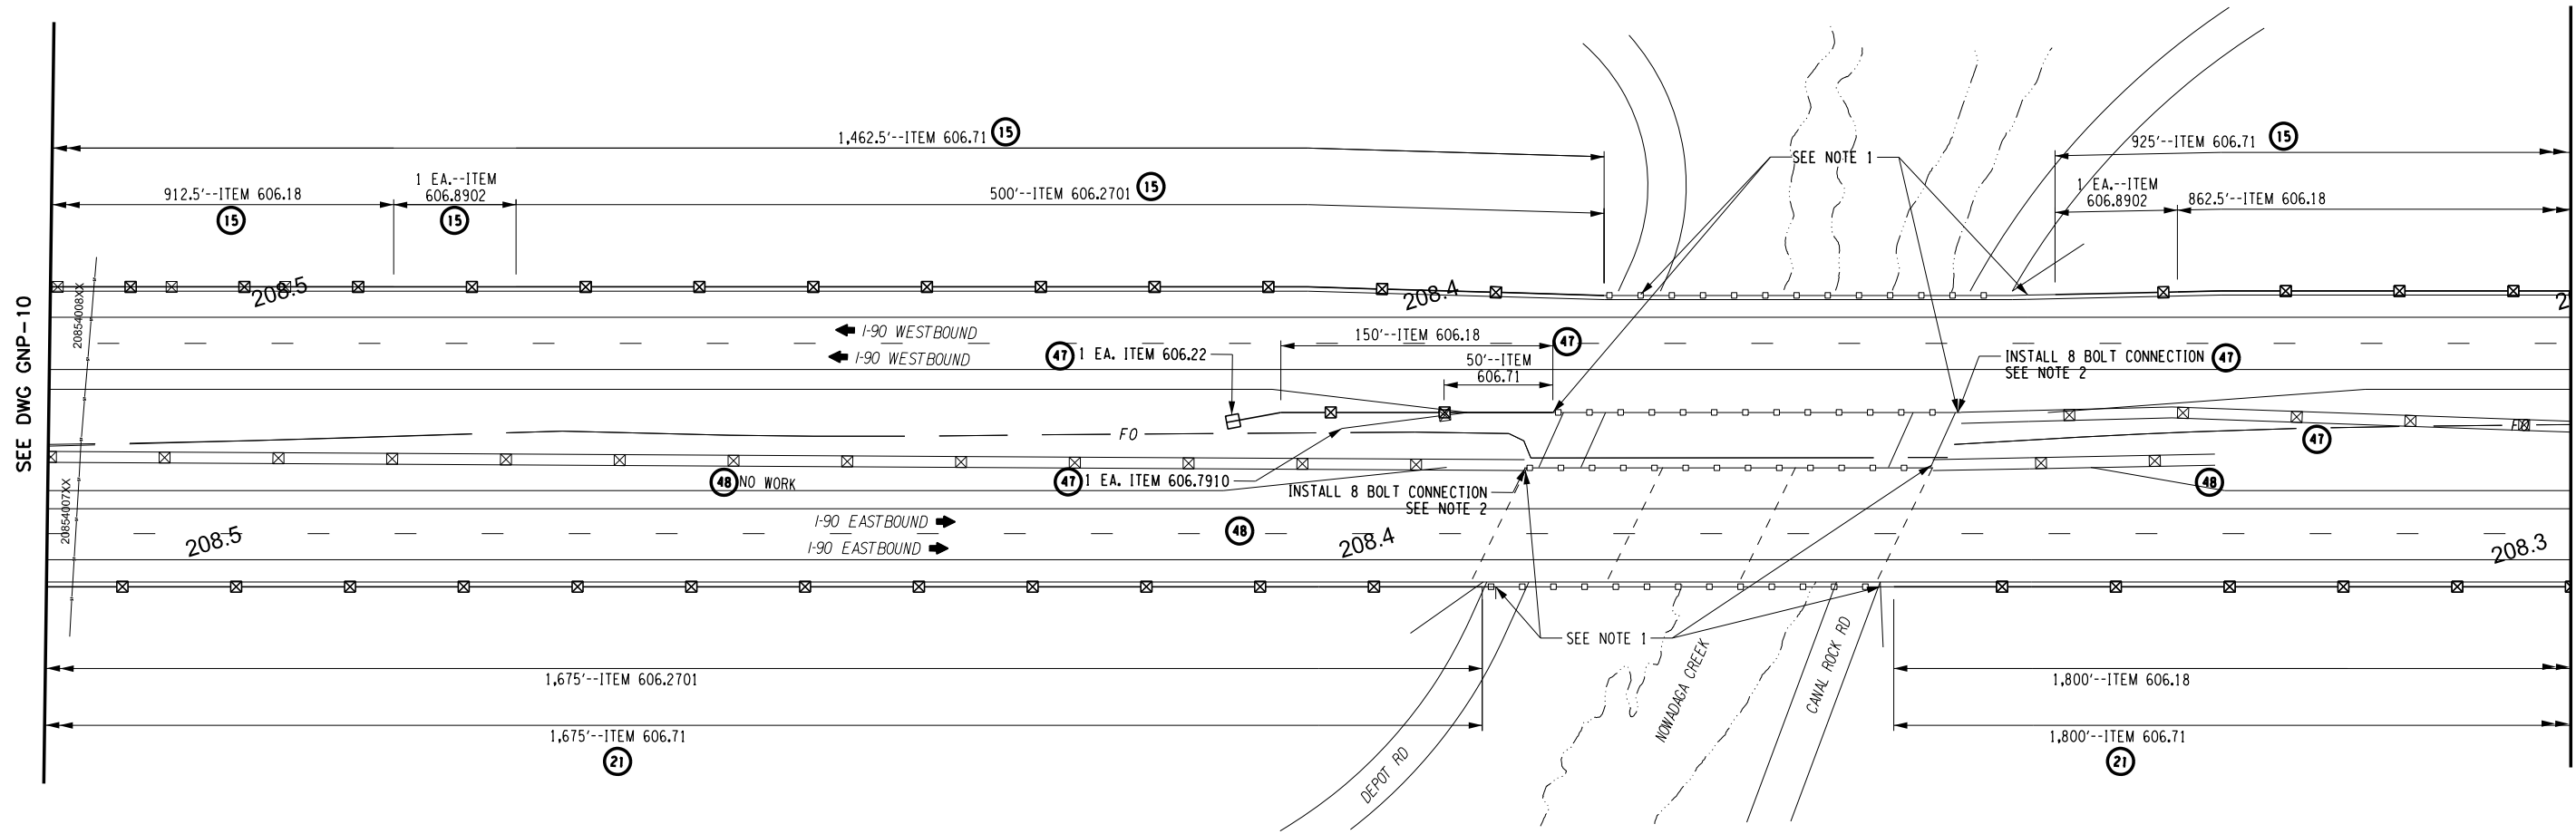 1,462.5'--ITEM 606.71 15
SEE NOTE 1
925'--ITEM 606.71 15
912.5'--ITEM 606.18
15
1 EA.--ITEM
606.8902
15
500'--ITEM 606.2701 15
1 EA.--ITEM
606.8902
862.5'--ITEM 606.18
SEE DWG GNP-10
20854008XX
208.5
208.4
2
I-90 WESTBOUND
I-90 WESTBOUND
47 1 EA. ITEM 606.22
150'--ITEM 606.18 47
50'--ITEM
606.71
INSTALL 8 BOLT CONNECTION 47
SEE NOTE 2
FO
FO
47
48 NO WORK
47 1 EA. ITEM 606.7910
INSTALL 8 BOLT CONNECTION
SEE NOTE 2
48
20854007XX
I-90 EASTBOUND
I-90 EASTBOUND
48
208.5
208.4
208.3
SEE NOTE 1
1,675'--ITEM 606.2701
1,675'--ITEM 606.71
21
DEPOT RD
NOWADAGA CREEK
CANAL ROCK RD
1,800'--ITEM 606.18
1,800'--ITEM 606.71
21